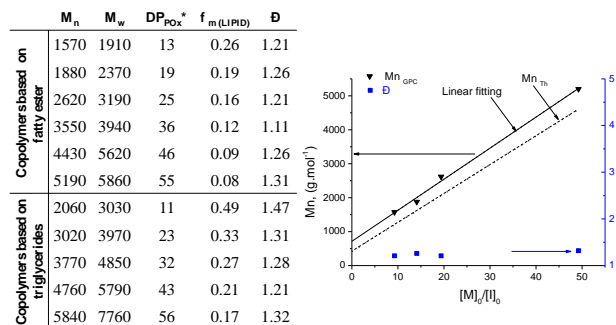 Mn Mw DPPOx* f m(LIPID) Đ
Copolymers based on fatty ester
1570 1910 13 0.26 1.21
1880 2370 19 0.19 1.26
2620 3190 25 0.16 1.21
3550 3940 36 0.12 1.11
4430 5620 46 0.09 1.26
5190 5860 55 0.08 1.31
Copolymers based on triglycerides
2060 3030 11 0.49 1.47
3020 3970 23 0.33 1.31
3770 4850 32 0.27 1.28
4760 5790 43 0.21 1.21
5840 7760 56 0.17 1.32
Mn GPC
Đ
Linear fitting
Mn Th
Mn, (g.mol-1)
5000
4000
3000
2000
1000
0
5
4
3
2
1
0 10 20 30 40 50
[M]0/[I]0